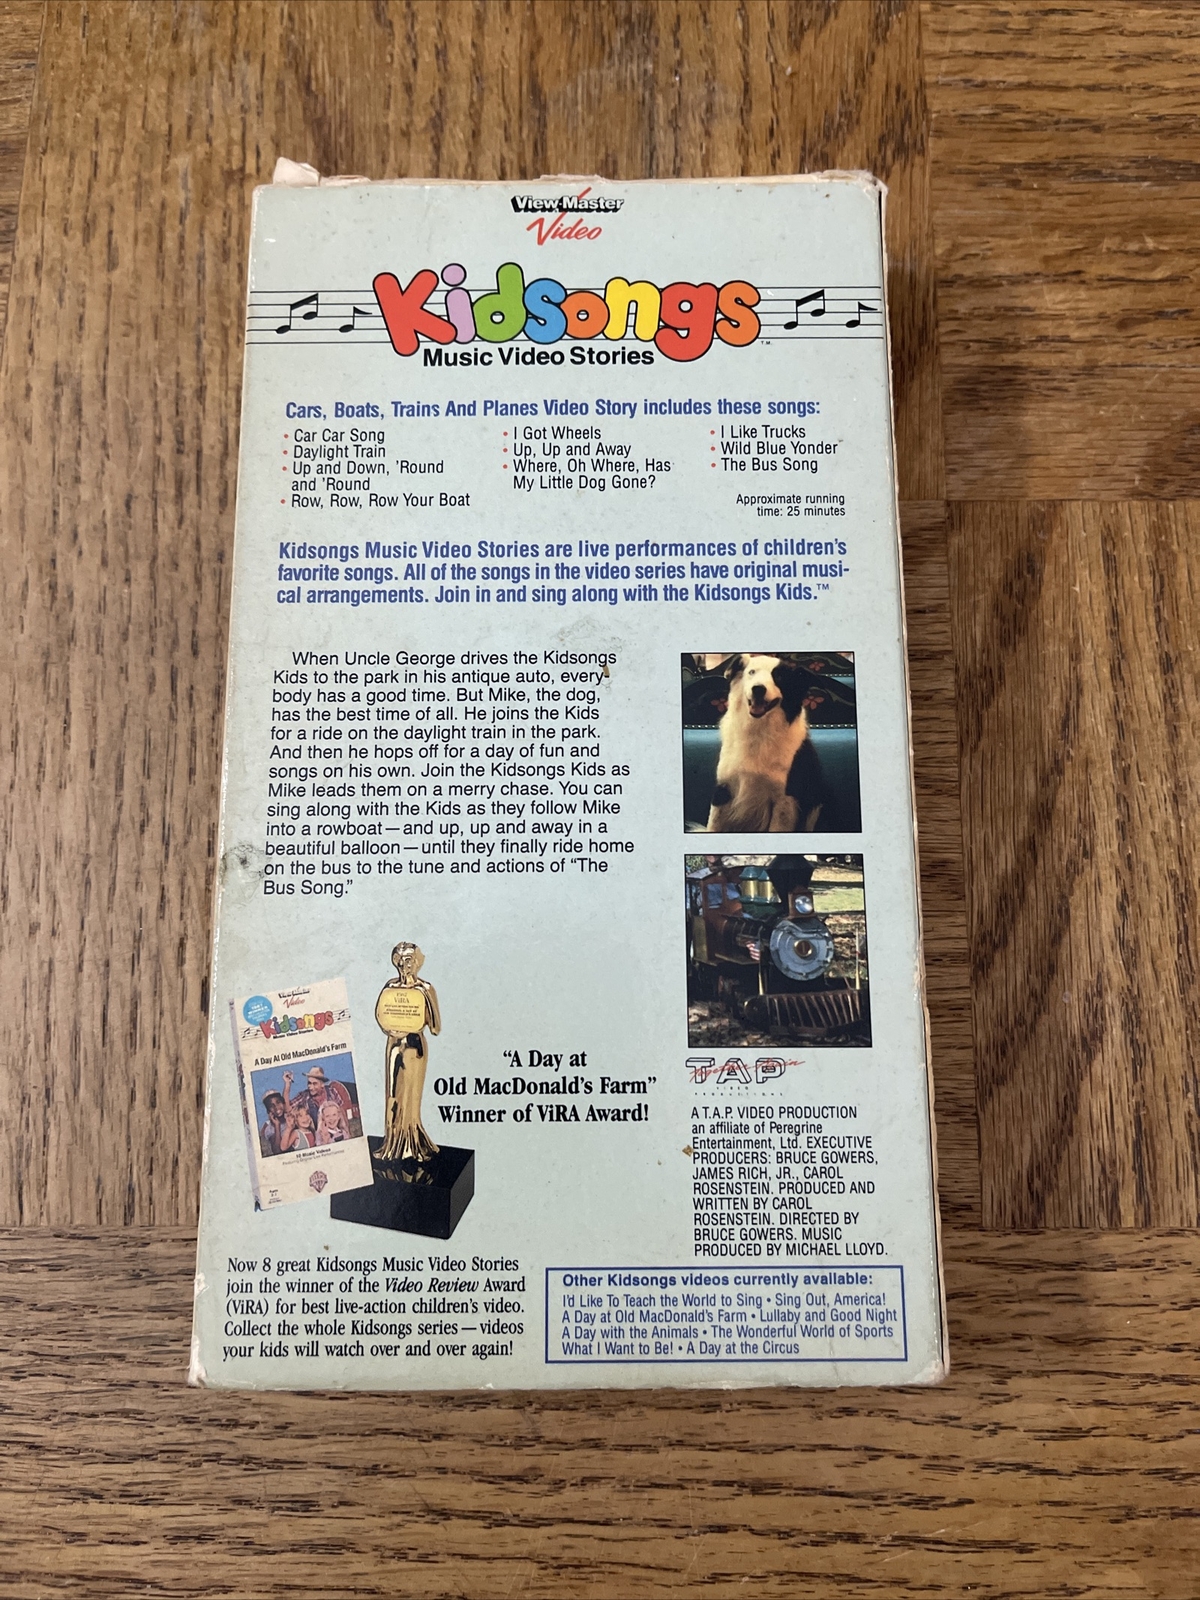 View-Master
Video
Kidsongs
Music Video Stories
TM
Cars, Boats, Trains And Planes Video Story includes these songs:
• Car Car Song
• Daylight Train
• Up and Down, 'Round
and 'Round
• Row, Row, Row Your Boat
• I Got Wheels
• Up, Up and Away
• Where, Oh Where, Has
My Little Dog Gone?
• I Like Trucks
• Wild Blue Yonder
• The Bus Song
Approximate running
time: 25 minutes
Kidsongs Music Video Stories are live performances of children's
favorite songs. All of the songs in the video series have original musi-
cal arrangements. Join in and sing along with the Kidsongs Kids.™
When Uncle George drives the Kidsongs
Kids to the park in his antique auto, every-
body has a good time. But Mike, the dog,
has the best time of all. He joins the Kids
for a ride on the daylight train in the park.
And then he hops off for a day of fun and
songs on his own. Join the Kidsongs Kids as
Mike leads them on a merry chase. You can
sing along with the Kids as they follow Mike
into a rowboat—and up, up and away in a
beautiful balloon—until they finally ride home
on the bus to the tune and actions of “The
Bus Song.”
View-Master
Video
Kidsongs
Music Video Stories
A Day At Old MacDonald's Farm
10 Music Videos
ViRA
“A Day at
Old MacDonald's Farm”
Winner of ViRA Award!
TAP
A T.A.P. VIDEO PRODUCTION
an affiliate of Peregrine
Entertainment, Ltd. EXECUTIVE
PRODUCERS: BRUCE GOWERS,
JAMES RICH, JR., CAROL
ROSENSTEIN. PRODUCED AND
WRITTEN BY CAROL
ROSENSTEIN. DIRECTED BY
BRUCE GOWERS. MUSIC
PRODUCED BY MICHAEL LLOYD.
Now 8 great Kidsongs Music Video Stories
join the winner of the Video Review Award
(ViRA) for best live-action children's video.
Collect the whole Kidsongs series—videos
your kids will watch over and over again!
Other Kidsongs videos currently available:
I'd Like To Teach the World to Sing • Sing Out, America!
A Day at Old MacDonald's Farm • Lullaby and Good Night
A Day with the Animals • The Wonderful World of Sports
What I Want to Be! • A Day at the Circus